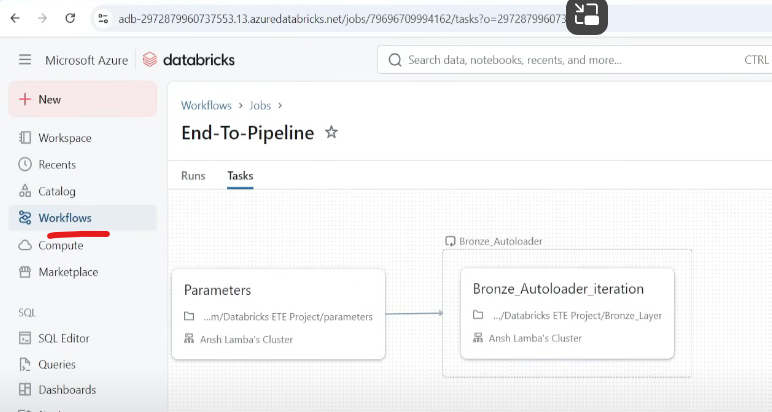 adb-2972879960737553.13.azuredatabricks.net/jobs/79696709994162/tasks?o=29728799607
Microsoft Azure databricks
Search data, notebooks, recents, and more... CTRL
New
Workspace
Recents
Catalog
Workflows
Compute
Marketplace
SQL
SQL Editor
Queries
Dashboards
Workflows > Jobs >
End-To-Pipeline
Runs Tasks
Parameters
...m/Databricks ETE Project/parameters
Ansh Lamba's Cluster
Bronze_Autoloader
Bronze_Autoloader_iteration
.../Databricks ETE Project/Bronze_Layer
Ansh Lamba's Cluster